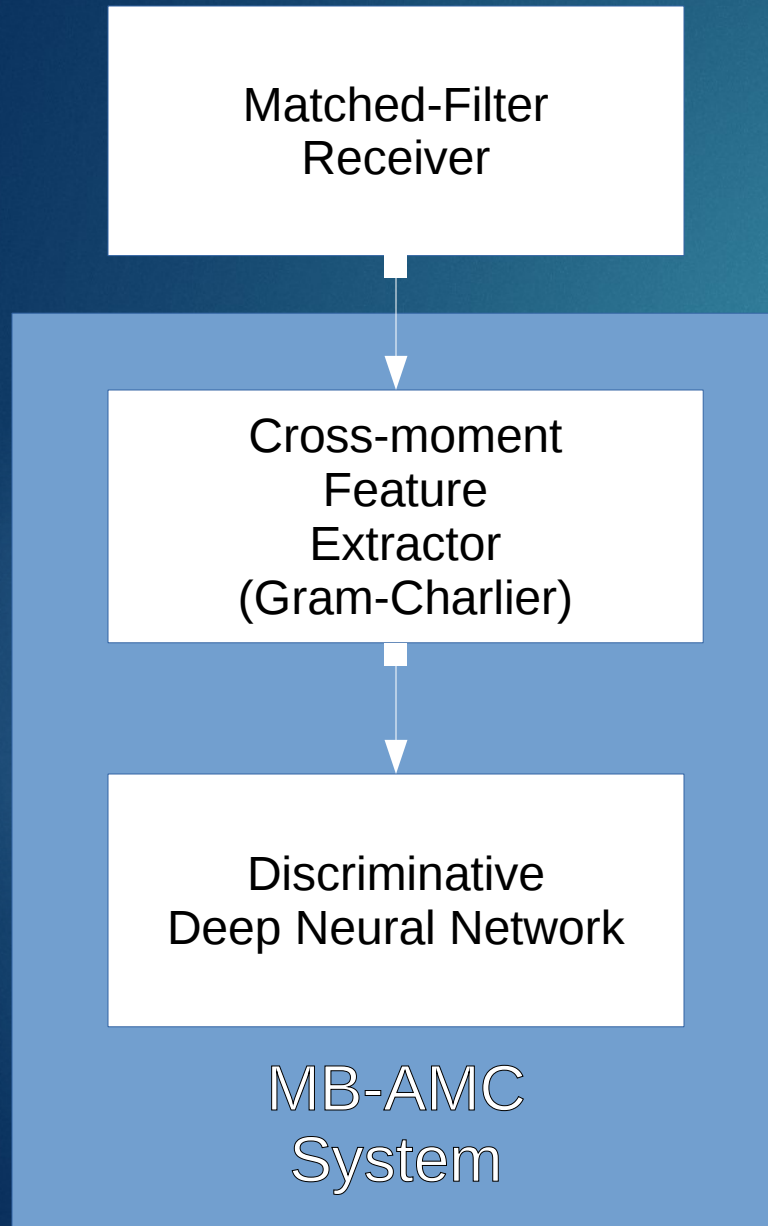 Matched-Filter
Receiver
Cross-moment
Feature
Extractor
(Gram-Charlier)
Discriminative
Deep Neural Network
MB-AMC
System